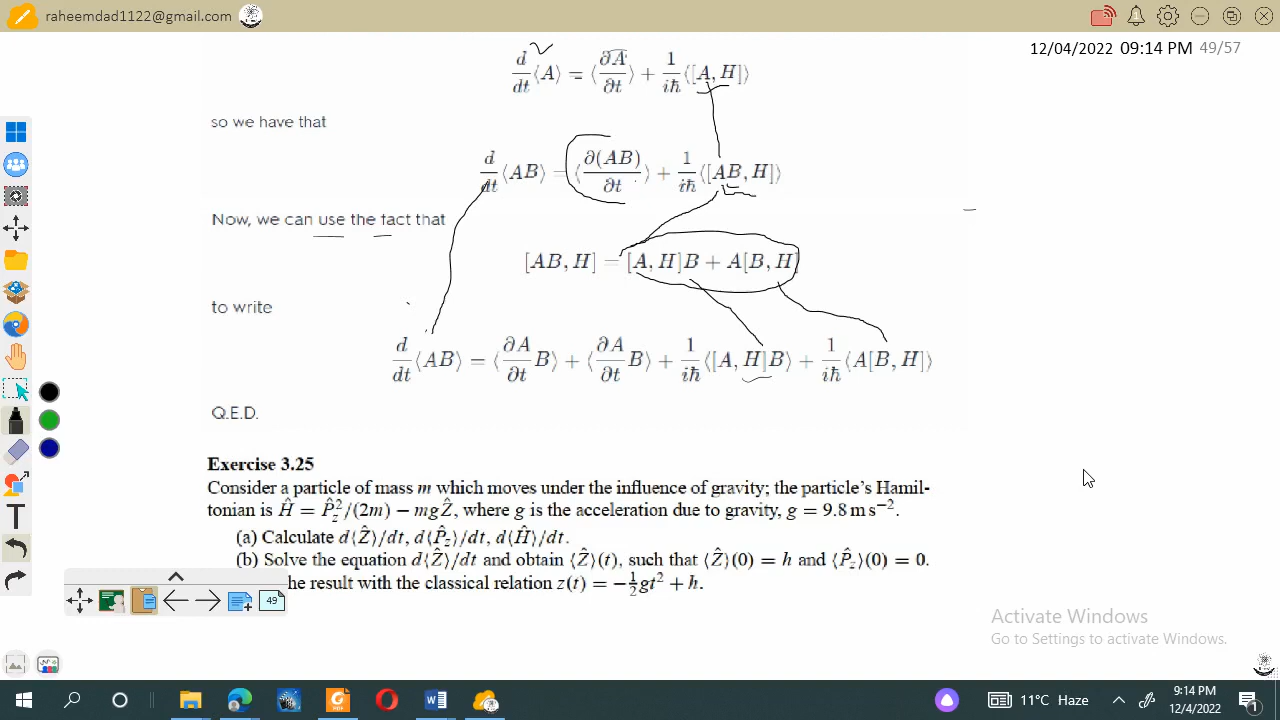 raheemdad1122@gmail.com
12/04/2022 09:14 PM 49/57
d/dt⟨A⟩ = ⟨∂A/∂t⟩ + 1/iħ⟨[A, H]⟩
so we have that
d/dt⟨AB⟩ = ⟨∂(AB)/∂t⟩ + 1/iħ⟨[AB, H]⟩
Now, we can use the fact that
[AB, H] = [A, H]B + A[B, H]
to write
d/dt⟨AB⟩ = ⟨∂A/∂t B⟩ + ⟨∂A/∂t B⟩ + 1/iħ⟨[A, H]B⟩ + 1/iħ⟨A[B, H]⟩
Q.E.D.
Exercise 3.25
Consider a particle of mass m which moves under the influence of gravity; the particle's Hamil-
tonian is Ĥ = P̂z²/(2m) − mgẐ, where g is the acceleration due to gravity, g = 9.8 m s⁻².
(a) Calculate d⟨Ẑ⟩/dt, d⟨P̂z⟩/dt, d⟨Ĥ⟩/dt.
(b) Solve the equation d⟨Ẑ⟩/dt and obtain ⟨Ẑ⟩(t), such that ⟨Ẑ⟩(0) = h and ⟨P̂z⟩(0) = 0.
he result with the classical relation z(t) = −½gt² + h.
49
T
Activate Windows
Go to Settings to activate Windows.
11°C Haze
9:14 PM
12/4/2022
1